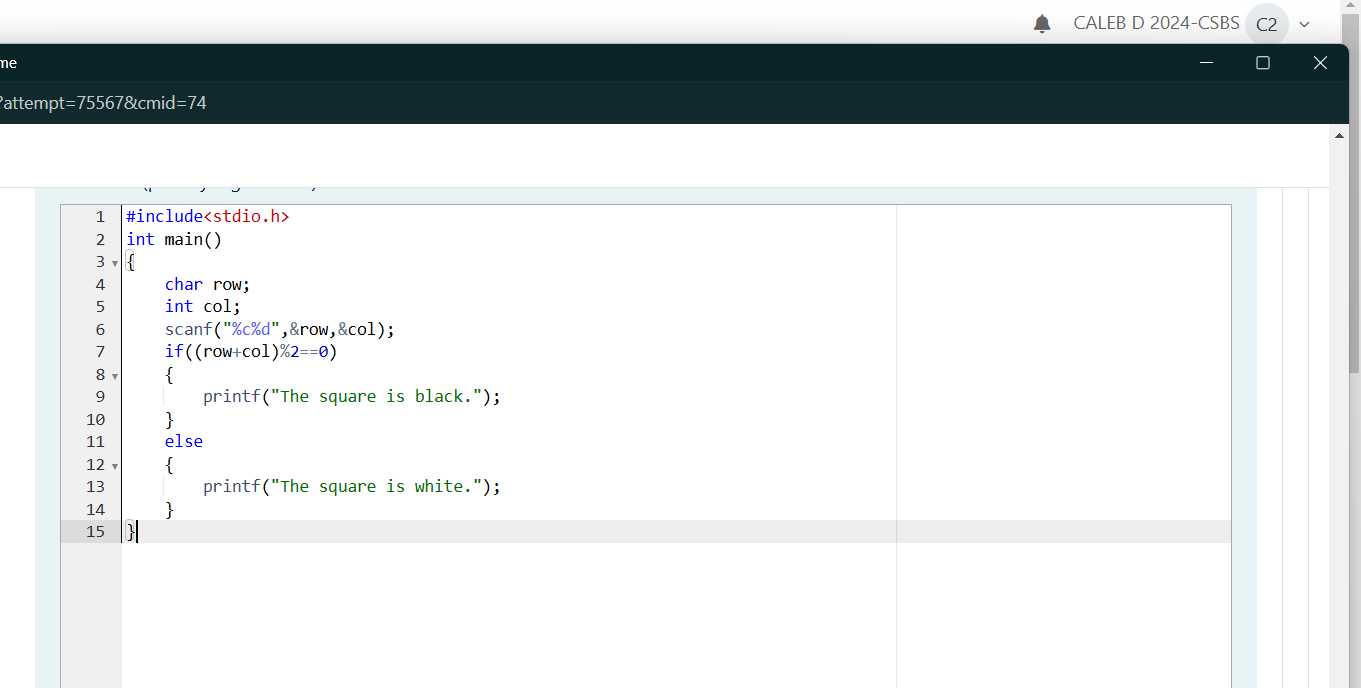 CALEB D 2024-CSBS C2
me
?attempt=75567&cmid=74
1 #include<stdio.h>
2 int main()
3 {
4 char row;
5 int col;
6 scanf("%c%d",&row,&col);
7 if((row+col)%2==0)
8 {
9 printf("The square is black.");
10 }
11 else
12 {
13 printf("The square is white.");
14 }
15 }